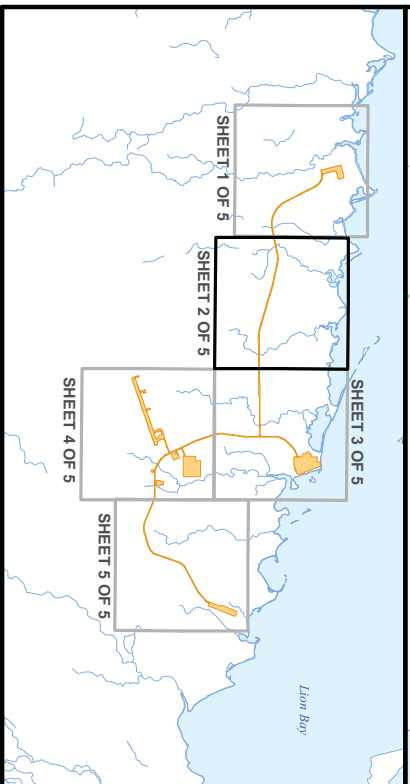 SHEET 1 OF 5
SHEET 2 OF 5
SHEET 3 OF 5
SHEET 4 OF 5
SHEET 5 OF 5
Lion Bay